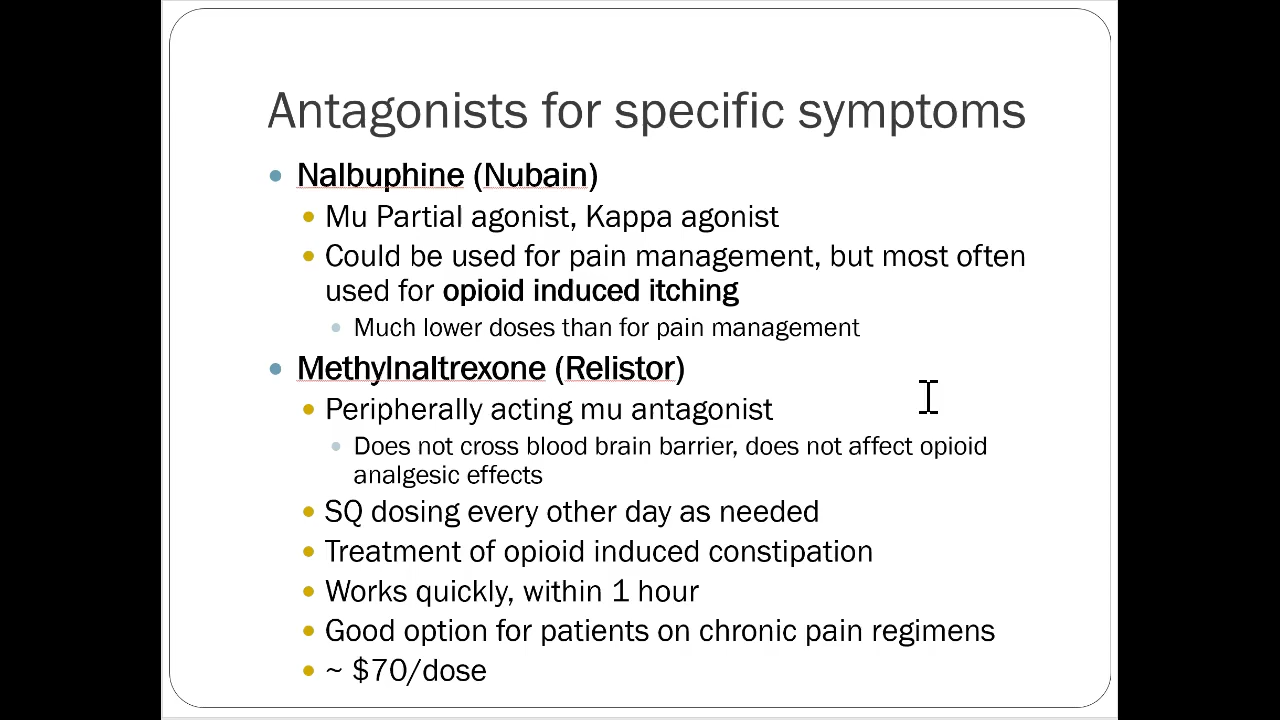 Antagonists for specific symptoms
Nalbuphine (Nubain)
Mu Partial agonist, Kappa agonist
Could be used for pain management, but most often
used for opioid induced itching
Much lower doses than for pain management
Methylnaltrexone (Relistor)
Peripherally acting mu antagonist
Does not cross blood brain barrier, does not affect opioid
analgesic effects
SQ dosing every other day as needed
Treatment of opioid induced constipation
Works quickly, within 1 hour
Good option for patients on chronic pain regimens
~ $70/dose